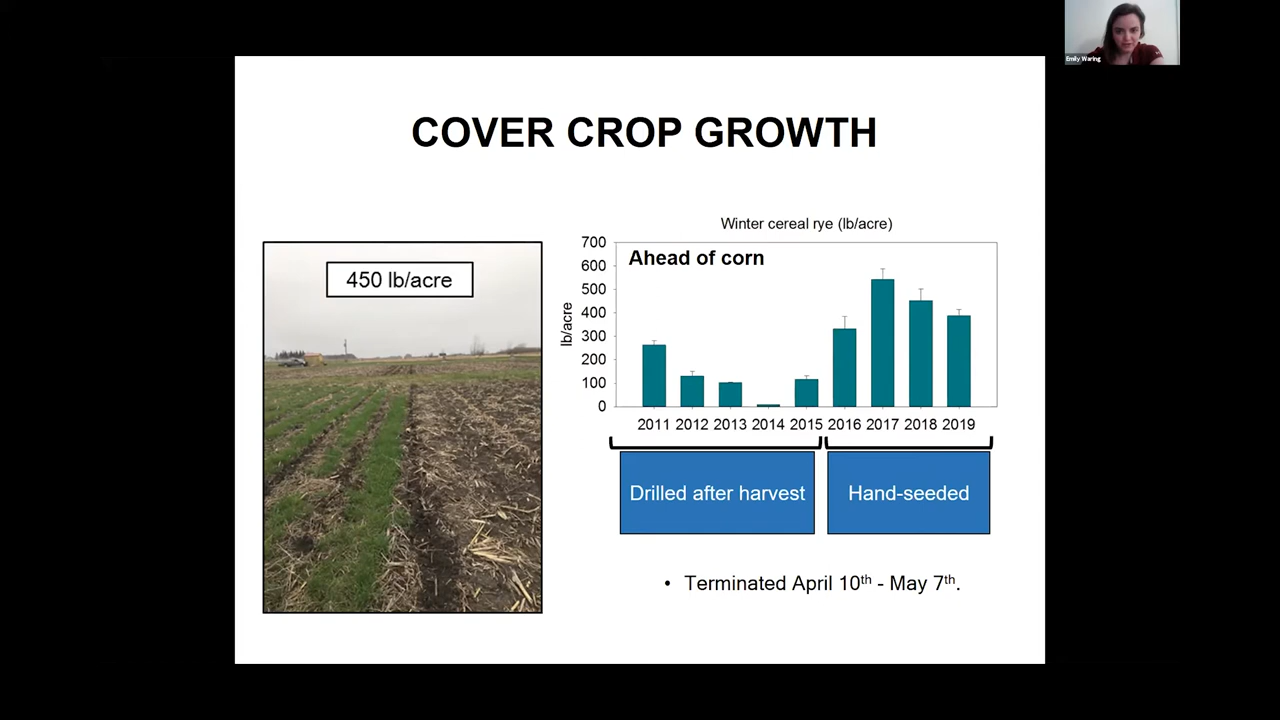 Emily Waring
COVER CROP GROWTH
450 lb/acre
Winter cereal rye (lb/acre)
Ahead of corn
lb/acre
700
600
500
400
300
200
100
0
2011 2012 2013 2014 2015 2016 2017 2018 2019
Drilled after harvest
Hand-seeded
• Terminated April 10th - May 7th.